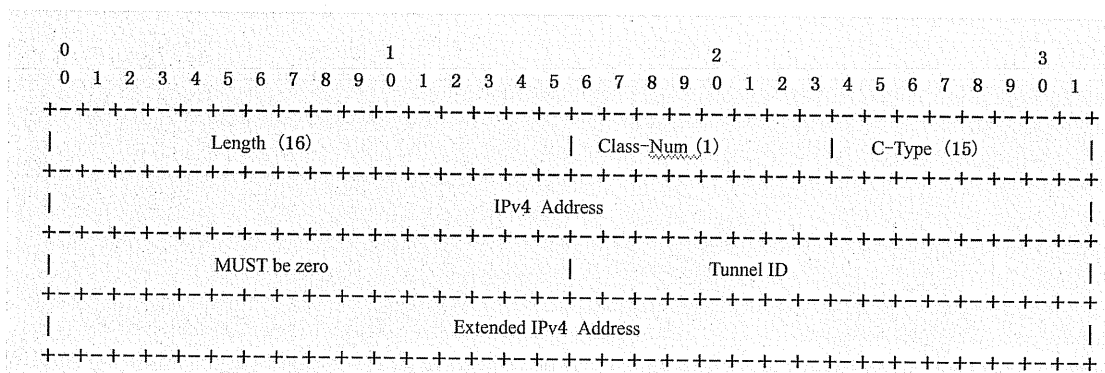 0 1 2 3
0 1 2 3 4 5 6 7 8 9 0 1 2 3 4 5 6 7 8 9 0 1 2 3 4 5 6 7 8 9 0 1
+-+-+-+-+-+-+-+-+-+-+-+-+-+-+-+-+-+-+-+-+-+-+-+-+-+-+-+-+-+-+-+-+
| Length (16) | Class-Num (1) | C-Type (15) |
+-+-+-+-+-+-+-+-+-+-+-+-+-+-+-+-+-+-+-+-+-+-+-+-+-+-+-+-+-+-+-+-+
| IPv4 Address |
+-+-+-+-+-+-+-+-+-+-+-+-+-+-+-+-+-+-+-+-+-+-+-+-+-+-+-+-+-+-+-+-+
| MUST be zero | Tunnel ID |
+-+-+-+-+-+-+-+-+-+-+-+-+-+-+-+-+-+-+-+-+-+-+-+-+-+-+-+-+-+-+-+-+
| Extended IPv4 Address |
+-+-+-+-+-+-+-+-+-+-+-+-+-+-+-+-+-+-+-+-+-+-+-+-+-+-+-+-+-+-+-+-+